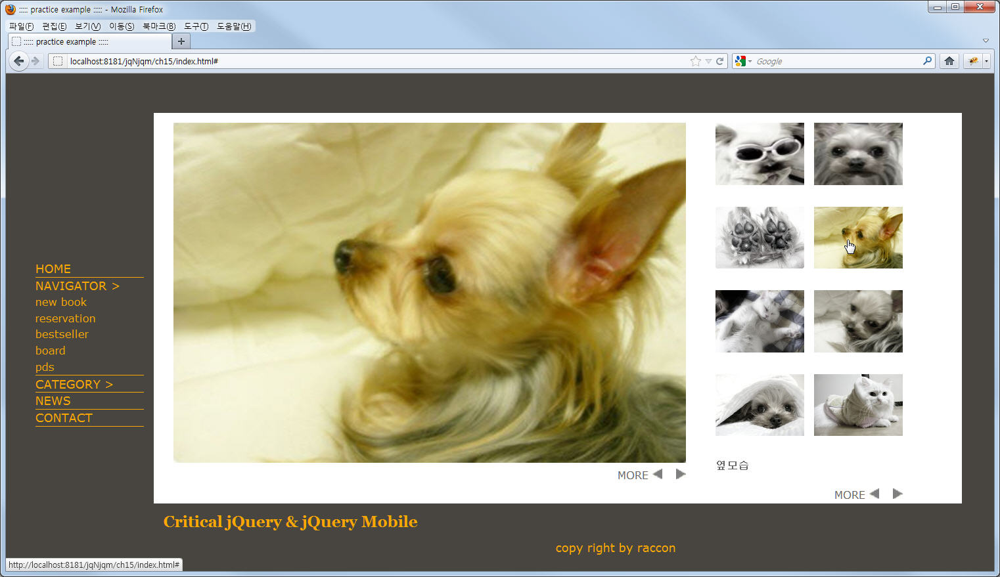 ::::: practice example ::::: - Mozilla Firefox
파일(F) 편집(E) 보기(V) 이동(S) 북마크(B) 도구(T) 도움말(H)
::::: practice example :::::
localhost:8181/jqNjqm/ch15/index.html#
Google
HOME
NAVIGATOR >
new book
reservation
bestseller
board
pds
CATEGORY >
NEWS
CONTACT
MORE
옆모습
MORE
Critical jQuery & jQuery Mobile
copy right by raccon
http://localhost:8181/jqNjqm/ch15/index.html#